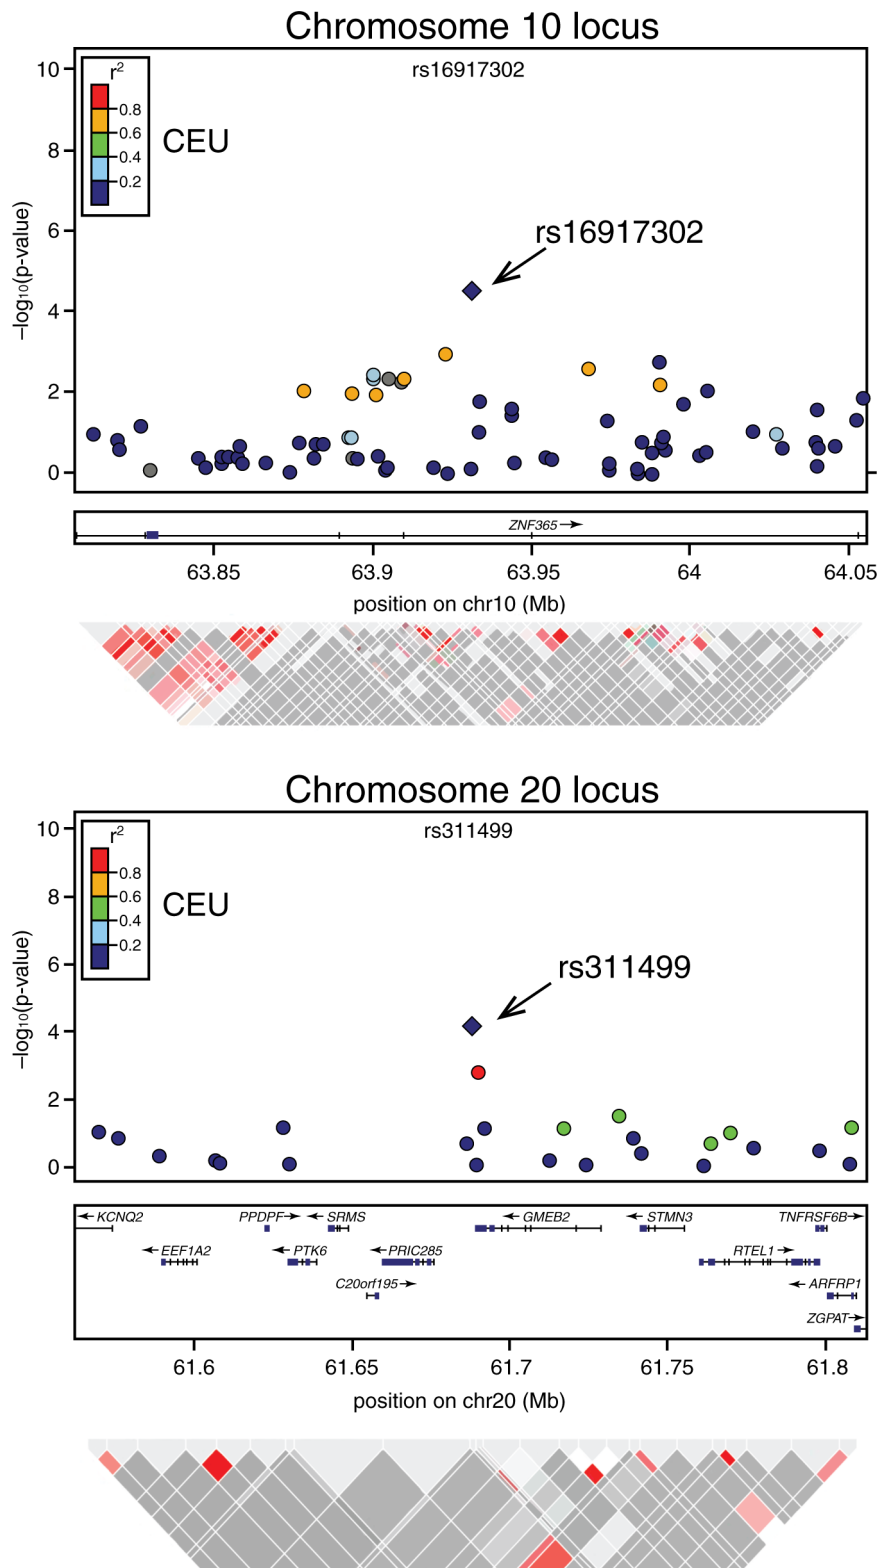 Chromosome 10 locus
rs16917302
r²
0.8
0.6
0.4
0.2
CEU
rs16917302
10
8
6
4
2
0
−log₁₀(p-value)
ZNF365
63.85 63.9 63.95 64 64.05
position on chr10 (Mb)
Chromosome 20 locus
rs311499
r²
0.8
0.6
0.4
0.2
CEU
rs311499
10
8
6
4
2
0
−log₁₀(p-value)
KCNQ2 PPDPF SRMS GMEB2 STMN3 TNFRSF6B
EEF1A2 PTK6 PRIC285 RTEL1
C20orf195 ARFRP1
ZGPAT
61.6 61.65 61.7 61.75 61.8
position on chr20 (Mb)